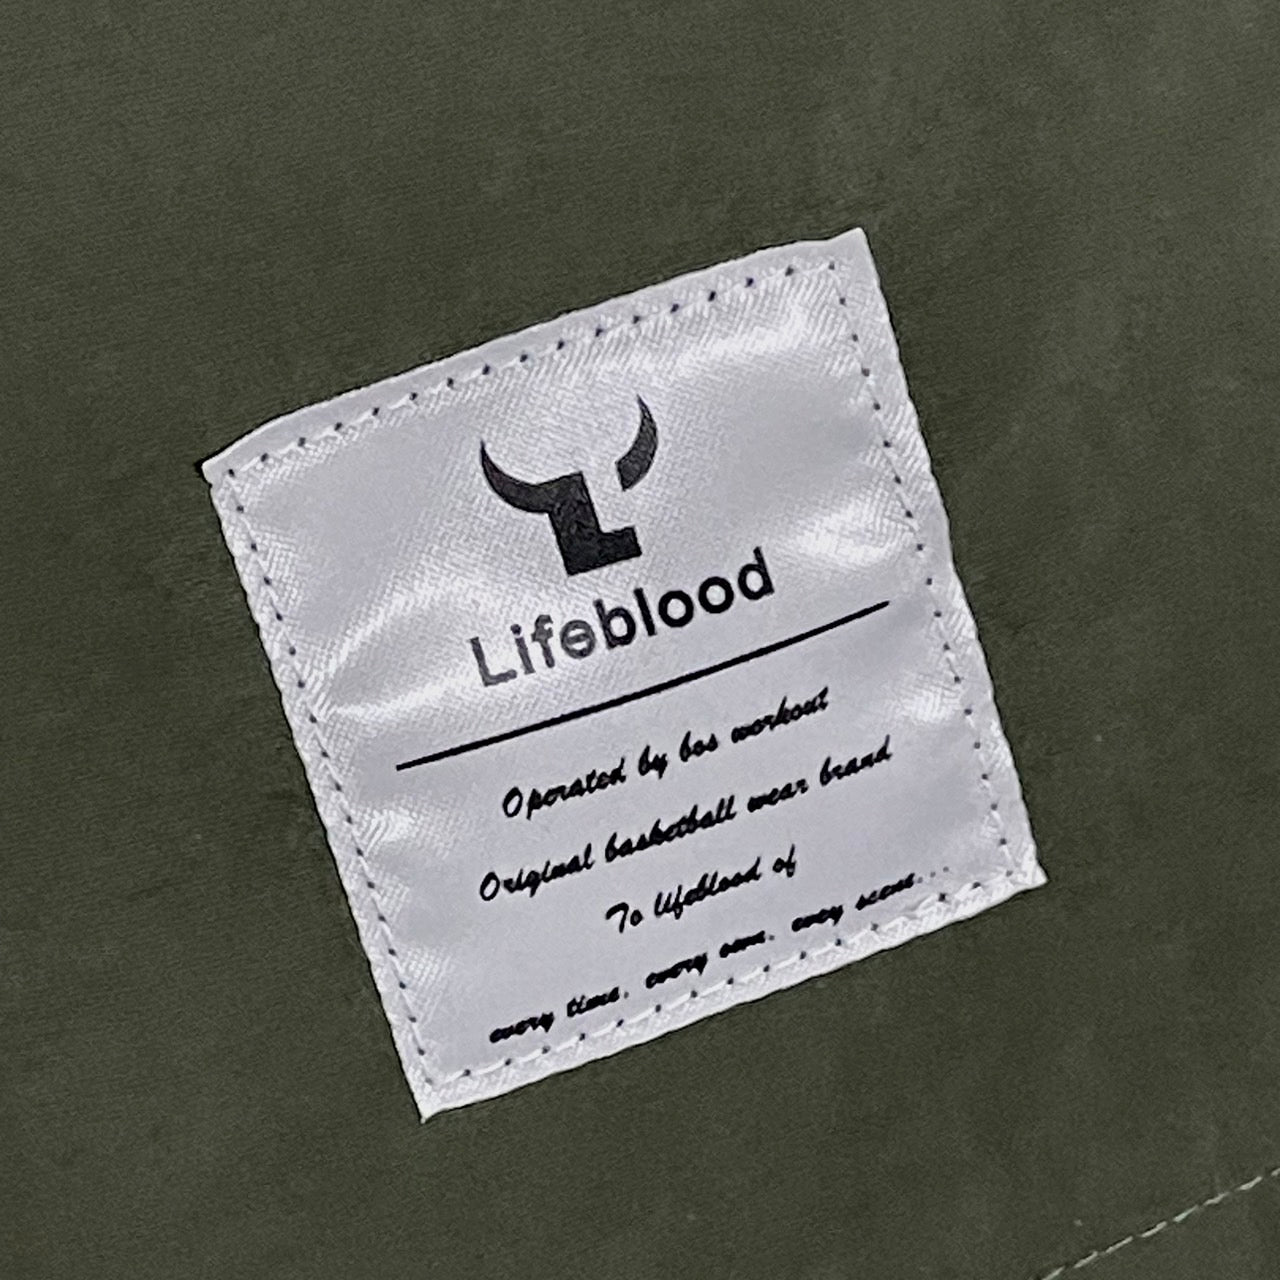 Lifeblood
Operated by bos workout
Original basketball wear brand
To lifeblood of
every time. every one. every scene...